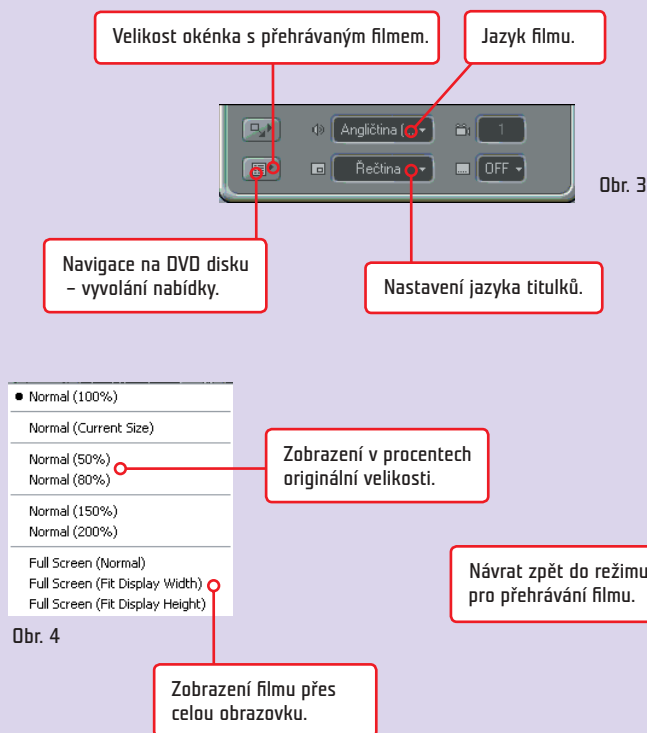 Velikost okénka s přehrávaným filmem.
Jazyk filmu.
Angličtina (
1
Řečtina
OFF
Obr. 3
Navigace na DVD disku
– vyvolání nabídky.
Nastavení jazyka titulků.
Normal (100%)
Normal (Current Size)
Normal (50%)
Normal (80%)
Normal (150%)
Normal (200%)
Full Screen (Normal)
Full Screen (Fit Display Width)
Full Screen (Fit Display Height)
Obr. 4
Zobrazení v procentech
originální velikosti.
Návrat zpět do režimu
pro přehrávání filmu.
Zobrazení filmu přes
celou obrazovku.